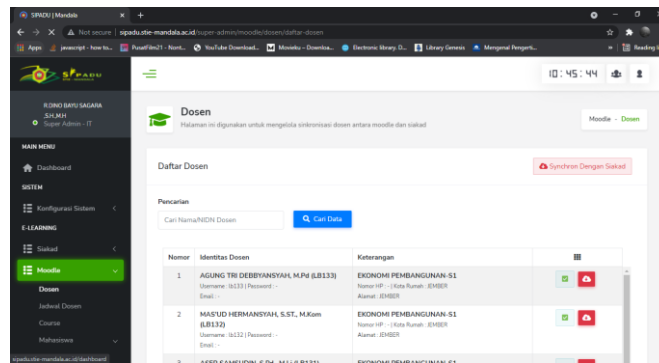 SIPADU | Mandala
Not secure | sipadu.stie-mandala.ac.id/super-admin/moodle/dosen/daftar-dosen
Apps
javascript - how to...
PusatFilm21 - Nont...
YouTube Download...
Movieku - Downloa...
Electronic library. D...
Library Genesis
Mengenal Pengerti...
Reading l
SIPADU
10:45:44
R.DINO BAYU SAGARA
.SH.,MH
Super Admin - IT
Dosen
Halaman ini digunakan untuk mengelola sinkronisasi dosen antara moodle dan siakad
Moodle - Dosen
MAIN MENU
Dashboard
SISTEM
Konfigurasi Sistem
E-LEARNING
Siakad
Moodle
Dosen
Jadwal Dosen
Course
Mahasiswa
Daftar Dosen
Synchron Dengan Siakad
Pencarian
Cari Nama/NIDN Dosen
Cari Data
Nomor Identitas Dosen Keterangan
1 AGUNG TRI DEBBYANSYAH, M.Pd (LB133) EKONOMI PEMBANGUNAN-S1
Username : lb133 | Password : - Nomor HP : - | Kota Rumah : JEMBER
Email : - Alamat : JEMBER
2 MAS'UD HERMANSYAH, S.ST., M.Kom EKONOMI PEMBANGUNAN-S1
(LB132) Nomor HP : - | Kota Rumah : JEMBER
Username : lb132 | Password : - Alamat : JEMBER
Email : -
sipadu.stie-mandala.ac.id/dashboard